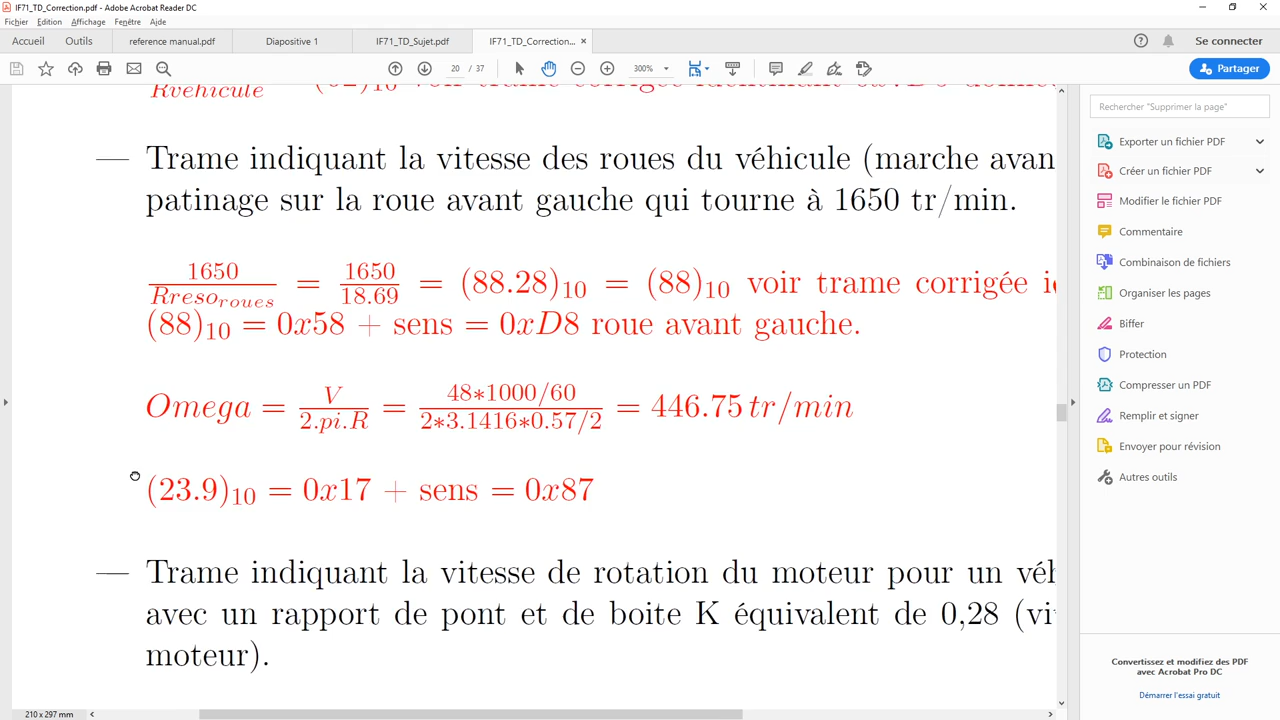 IF71_TD_Correction.pdf - Adobe Acrobat Reader DC
Fichier Edition Affichage Fenêtre Aide
Accueil Outils reference manual.pdf Diapositive 1 IF71_TD_Sujet.pdf IF71_TD_Correction... × Se connecter
20 / 37 300% Partager
Rvehicule
— Trame indiquant la vitesse des roues du véhicule (marche avan
patinage sur la roue avant gauche qui tourne à 1650 tr/min.
1650/Rreso_roues = 1650/18.69 = (88.28)_10 = (88)_10 voir trame corrigée i
(88)_10 = 0x58 + sens = 0xD8 roue avant gauche.
Omega = V/2.pi.R = 48*1000/60 / 2*3.1416*0.57/2 = 446.75 tr/min
(23.9)_10 = 0x17 + sens = 0x87
— Trame indiquant la vitesse de rotation du moteur pour un véh
avec un rapport de pont et de boite K équivalent de 0,28 (vi
moteur).
210 x 297 mm
Rechercher "Supprimer la page"
Exporter un fichier PDF
Créer un fichier PDF
Modifier le fichier PDF
Commentaire
Combinaison de fichiers
Organiser les pages
Biffer
Protection
Compresser un PDF
Remplir et signer
Envoyer pour révision
Autres outils
Convertissez et modifiez des PDF
avec Acrobat Pro DC
Démarrer l'essai gratuit